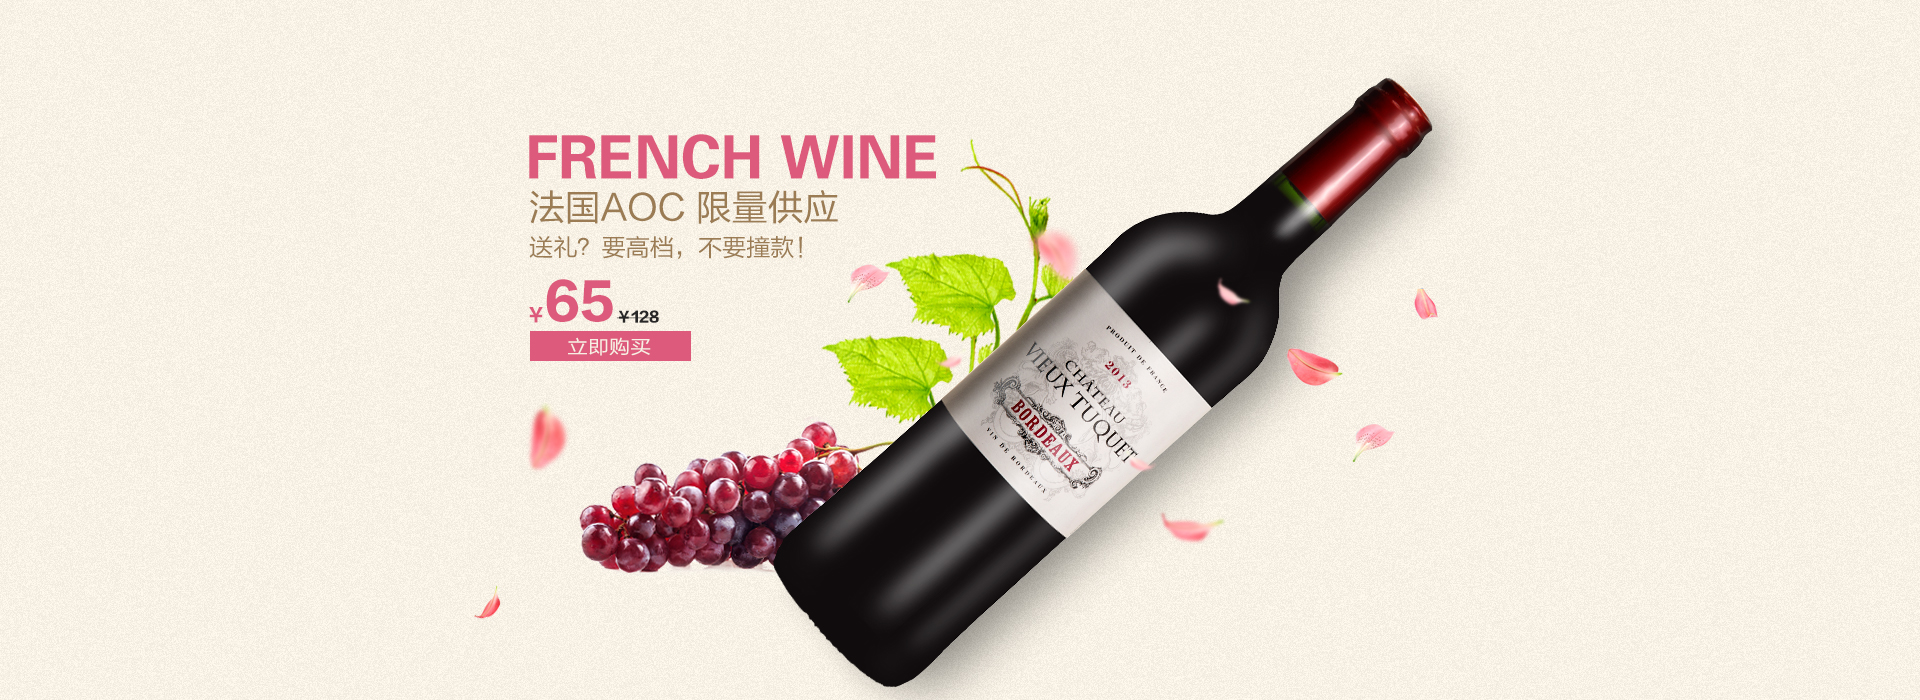 FRENCH WINE
法国AOC 限量供应
送礼？要高档，不要撞款！
¥65 ¥128
立即购买
PRODUIT DE FRANCE
2013
CHÂTEAU
VIEUX TUQUET
BORDEAUX
VIN DE BORDEAUX